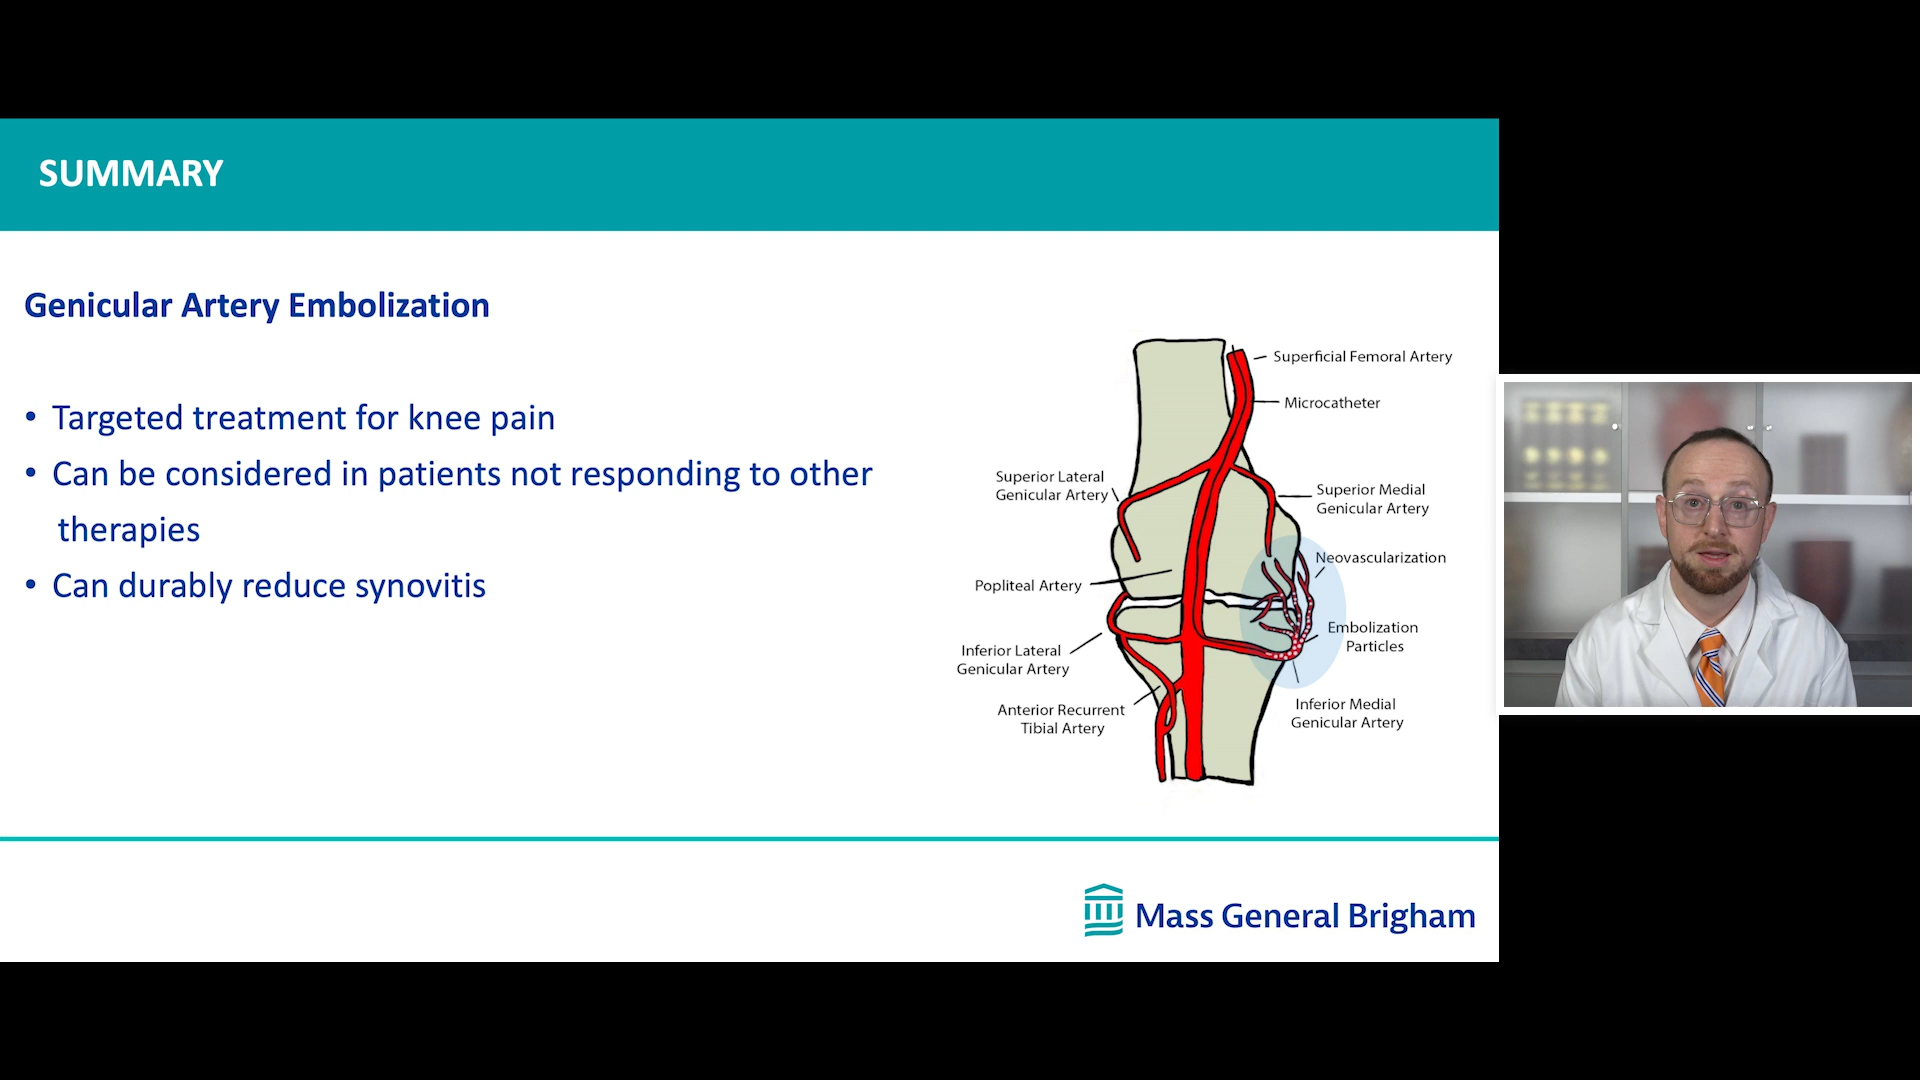 SUMMARY
Genicular Artery Embolization
• Targeted treatment for knee pain
• Can be considered in patients not responding to other
therapies
• Can durably reduce synovitis
Superficial Femoral Artery
Microcatheter
Superior Lateral
Genicular Artery
Superior Medial
Genicular Artery
Neovascularization
Popliteal Artery
Embolization
Particles
Inferior Lateral
Genicular Artery
Anterior Recurrent
Tibial Artery
Inferior Medial
Genicular Artery
Mass General Brigham